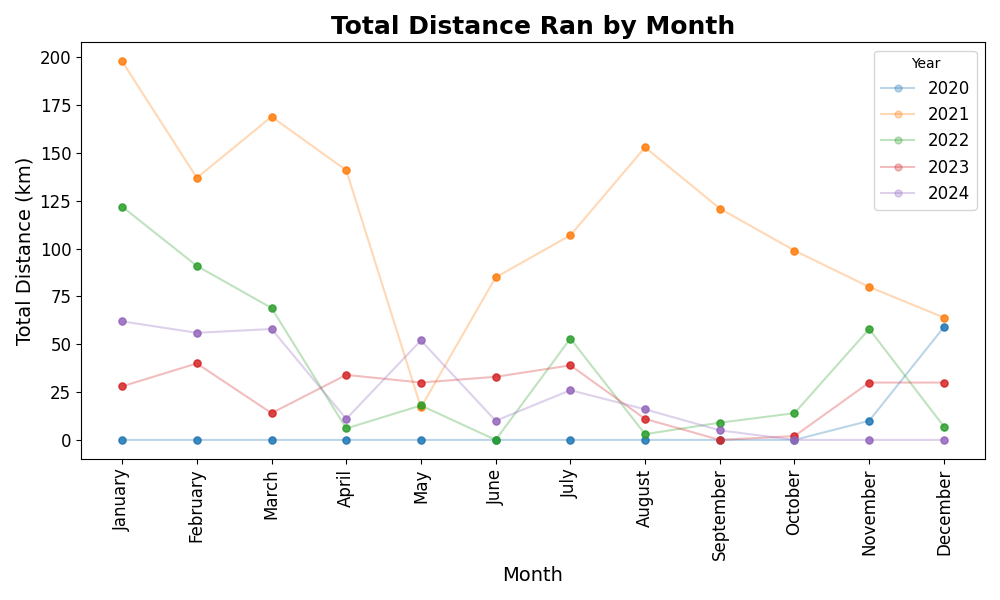 Total Distance Ran by Month
Total Distance (km)
200
175
150
125
100
75
50
25
0
Year
2020
2021
2022
2023
2024
January
February
March
April
May
June
July
August
September
October
November
December
Month